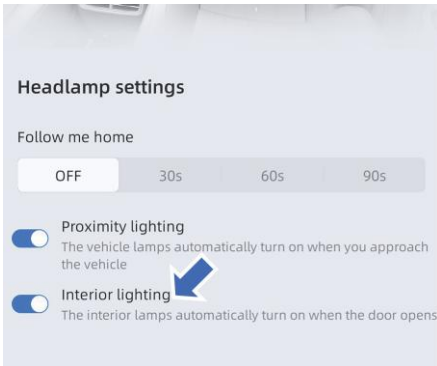 Headlamp settings
Follow me home
OFF 30s 60s 90s
Proximity lighting
The vehicle lamps automatically turn on when you approach
the vehicle
Interior lighting
The interior lamps automatically turn on when the door opens